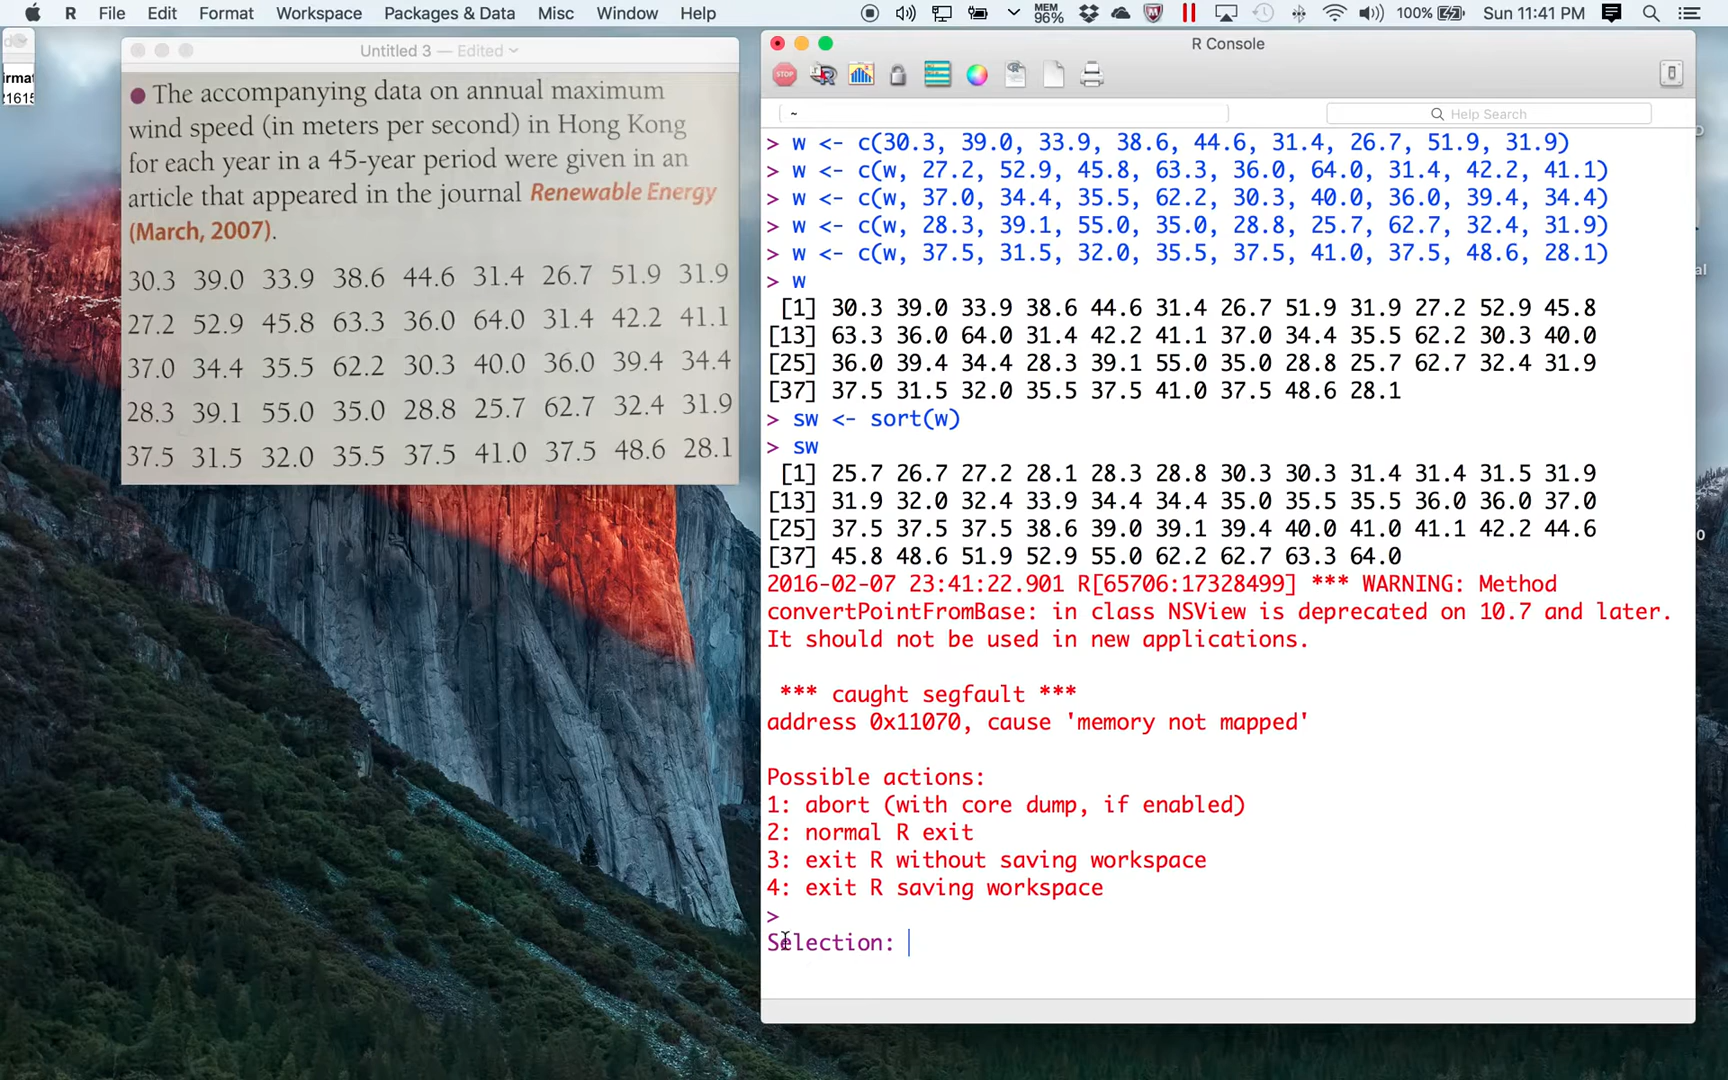 R File Edit Format Workspace Packages & Data Misc Window Help MEM 96% 100% Sun 11:41 PM
Untitled 3 — Edited
The accompanying data on annual maximum
wind speed (in meters per second) in Hong Kong
for each year in a 45-year period were given in an
article that appeared in the journal Renewable Energy
(March, 2007).
30.3 39.0 33.9 38.6 44.6 31.4 26.7 51.9 31.9
27.2 52.9 45.8 63.3 36.0 64.0 31.4 42.2 41.1
37.0 34.4 35.5 62.2 30.3 40.0 36.0 39.4 34.4
28.3 39.1 55.0 35.0 28.8 25.7 62.7 32.4 31.9
37.5 31.5 32.0 35.5 37.5 41.0 37.5 48.6 28.1
irmat
21615
R Console
STOP
~
Help Search
> w <- c(30.3, 39.0, 33.9, 38.6, 44.6, 31.4, 26.7, 51.9, 31.9)
> w <- c(w, 27.2, 52.9, 45.8, 63.3, 36.0, 64.0, 31.4, 42.2, 41.1)
> w <- c(w, 37.0, 34.4, 35.5, 62.2, 30.3, 40.0, 36.0, 39.4, 34.4)
> w <- c(w, 28.3, 39.1, 55.0, 35.0, 28.8, 25.7, 62.7, 32.4, 31.9)
> w <- c(w, 37.5, 31.5, 32.0, 35.5, 37.5, 41.0, 37.5, 48.6, 28.1)
> w
[1] 30.3 39.0 33.9 38.6 44.6 31.4 26.7 51.9 31.9 27.2 52.9 45.8
[13] 63.3 36.0 64.0 31.4 42.2 41.1 37.0 34.4 35.5 62.2 30.3 40.0
[25] 36.0 39.4 34.4 28.3 39.1 55.0 35.0 28.8 25.7 62.7 32.4 31.9
[37] 37.5 31.5 32.0 35.5 37.5 41.0 37.5 48.6 28.1
> sw <- sort(w)
> sw
[1] 25.7 26.7 27.2 28.1 28.3 28.8 30.3 30.3 31.4 31.4 31.5 31.9
[13] 31.9 32.0 32.4 33.9 34.4 34.4 35.0 35.5 35.5 36.0 36.0 37.0
[25] 37.5 37.5 37.5 38.6 39.0 39.1 39.4 40.0 41.0 41.1 42.2 44.6
[37] 45.8 48.6 51.9 52.9 55.0 62.2 62.7 63.3 64.0
2016-02-07 23:41:22.901 R[65706:17328499] *** WARNING: Method
convertPointFromBase: in class NSView is deprecated on 10.7 and later.
It should not be used in new applications.
*** caught segfault ***
address 0x11070, cause 'memory not mapped'
Possible actions:
1: abort (with core dump, if enabled)
2: normal R exit
3: exit R without saving workspace
4: exit R saving workspace
>
Selection: